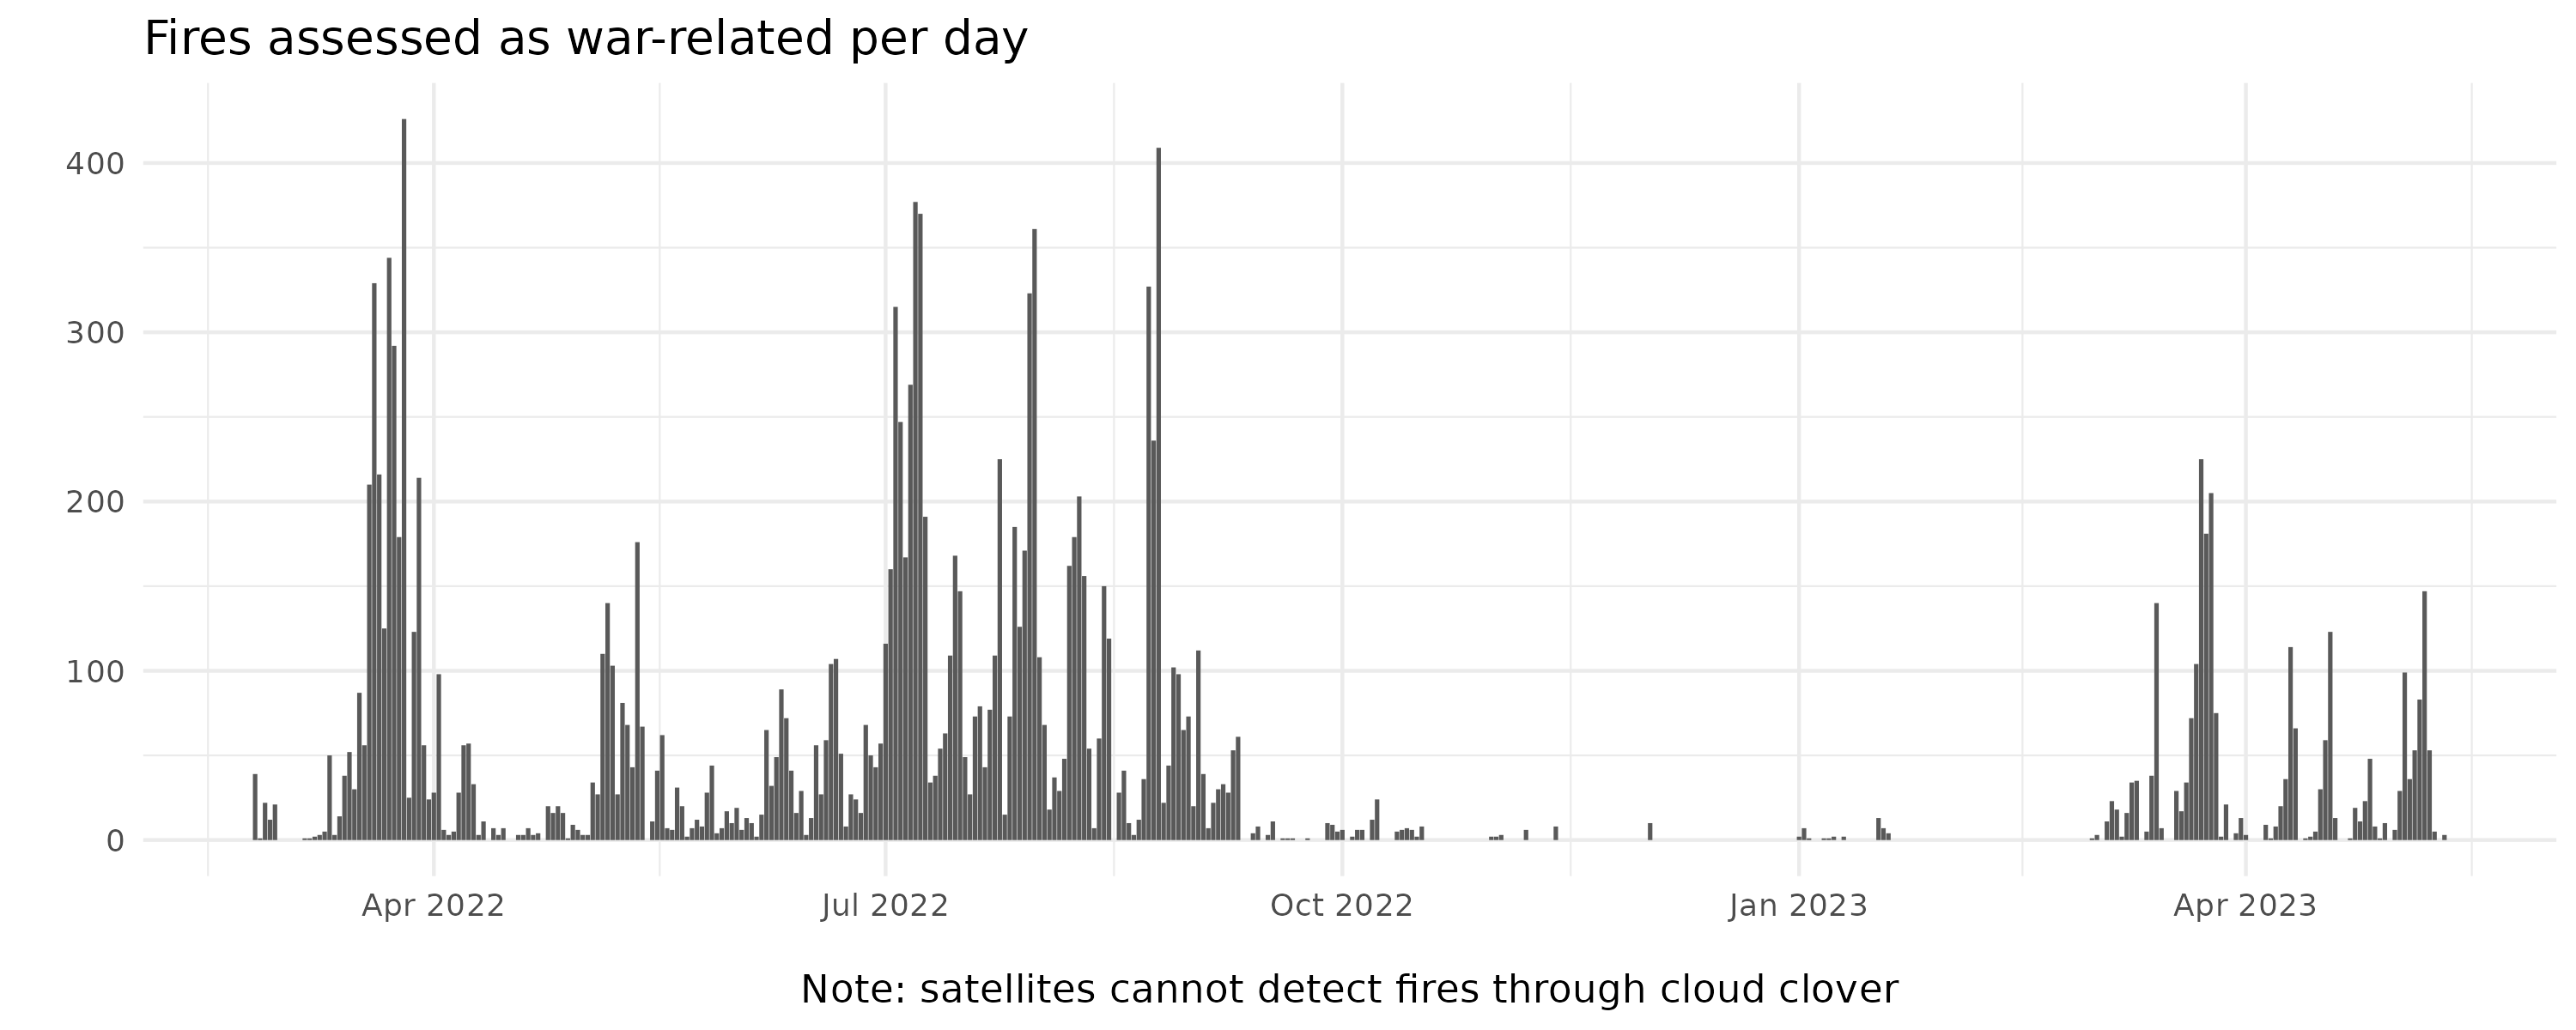 Fires assessed as war-related per day
400
300
200
100
0
Apr 2022 Jul 2022 Oct 2022 Jan 2023 Apr 2023
Note: satellites cannot detect fires through cloud clover